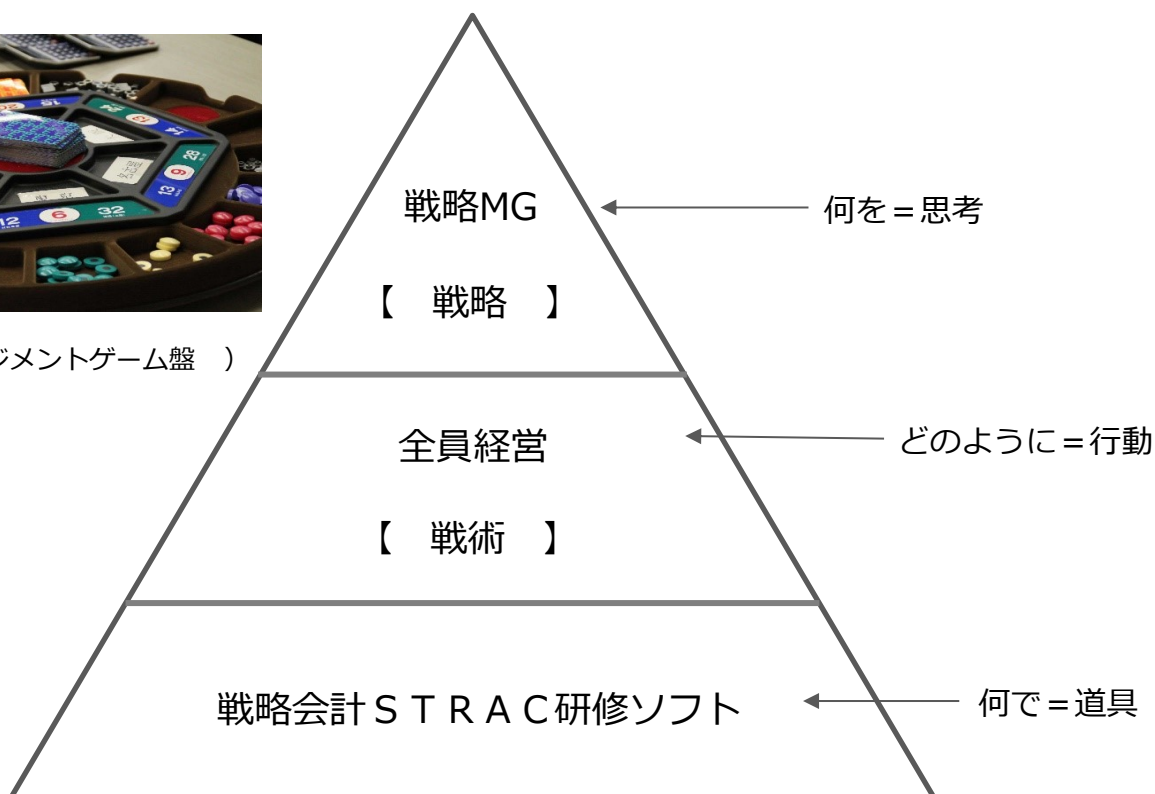 戦略MG
何を＝思考
【　戦略　】
ジメントゲーム盤　）
全員経営
どのように＝行動
【　戦術　】
戦略会計ＳＴＲＡＣ研修ソフト
何で＝道具